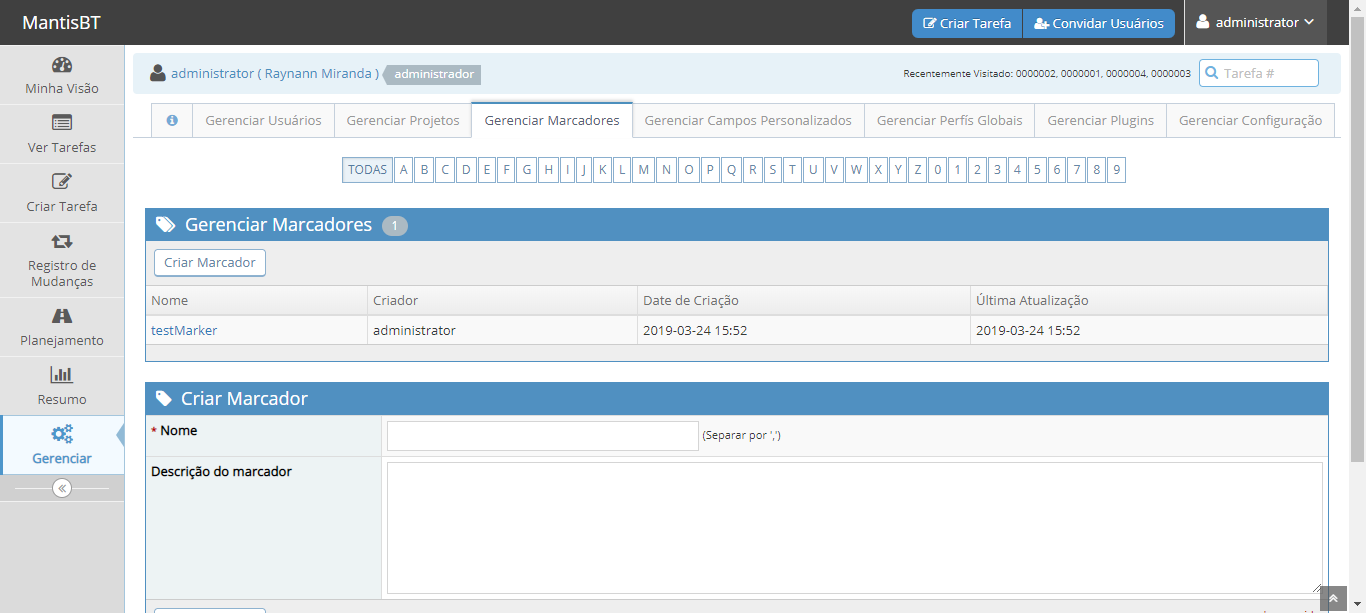 MantisBT
Criar Tarefa
Convidar Usuários
administrator
Minha Visão
Ver Tarefas
Criar Tarefa
Registro de
Mudanças
Planejamento
Resumo
Gerenciar
administrator ( Raynann Miranda )
administrador
Recentemente Visitado: 0000002, 0000001, 0000004, 0000003
Tarefa #
Gerenciar Usuários
Gerenciar Projetos
Gerenciar Marcadores
Gerenciar Campos Personalizados
Gerenciar Perfís Globais
Gerenciar Plugins
Gerenciar Configuração
TODAS A B C D E F G H I J K L M N O P Q R S T U V W X Y Z 0 1 2 3 4 5 6 7 8 9
Gerenciar Marcadores 1
Criar Marcador
Nome Criador Date de Criação Última Atualização
testMarker administrator 2019-03-24 15:52 2019-03-24 15:52
Criar Marcador
* Nome
(Separar por ',')
Descrição do marcador